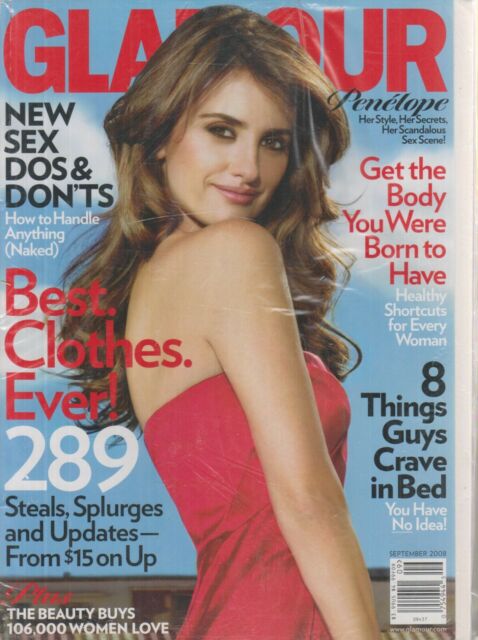 GLAMOUR
Penélope
Her Style, Her Secrets,
Her Scandalous
Sex Scene!
NEW
SEX
DOS &
DON'TS
How to Handle
Anything
(Naked)
Get the
Body
You Were
Born to
Have
Healthy
Shortcuts
for Every
Woman
Best.
Clothes.
Ever!
289
Steals, Splurges
and Updates—
From $15 on Up
8
Things
Guys
Crave
in Bed
You Have
No Idea!
SEPTEMBER 2008
www.glamour.com
Plus
THE BEAUTY BUYS
106,000 WOMEN LOVE